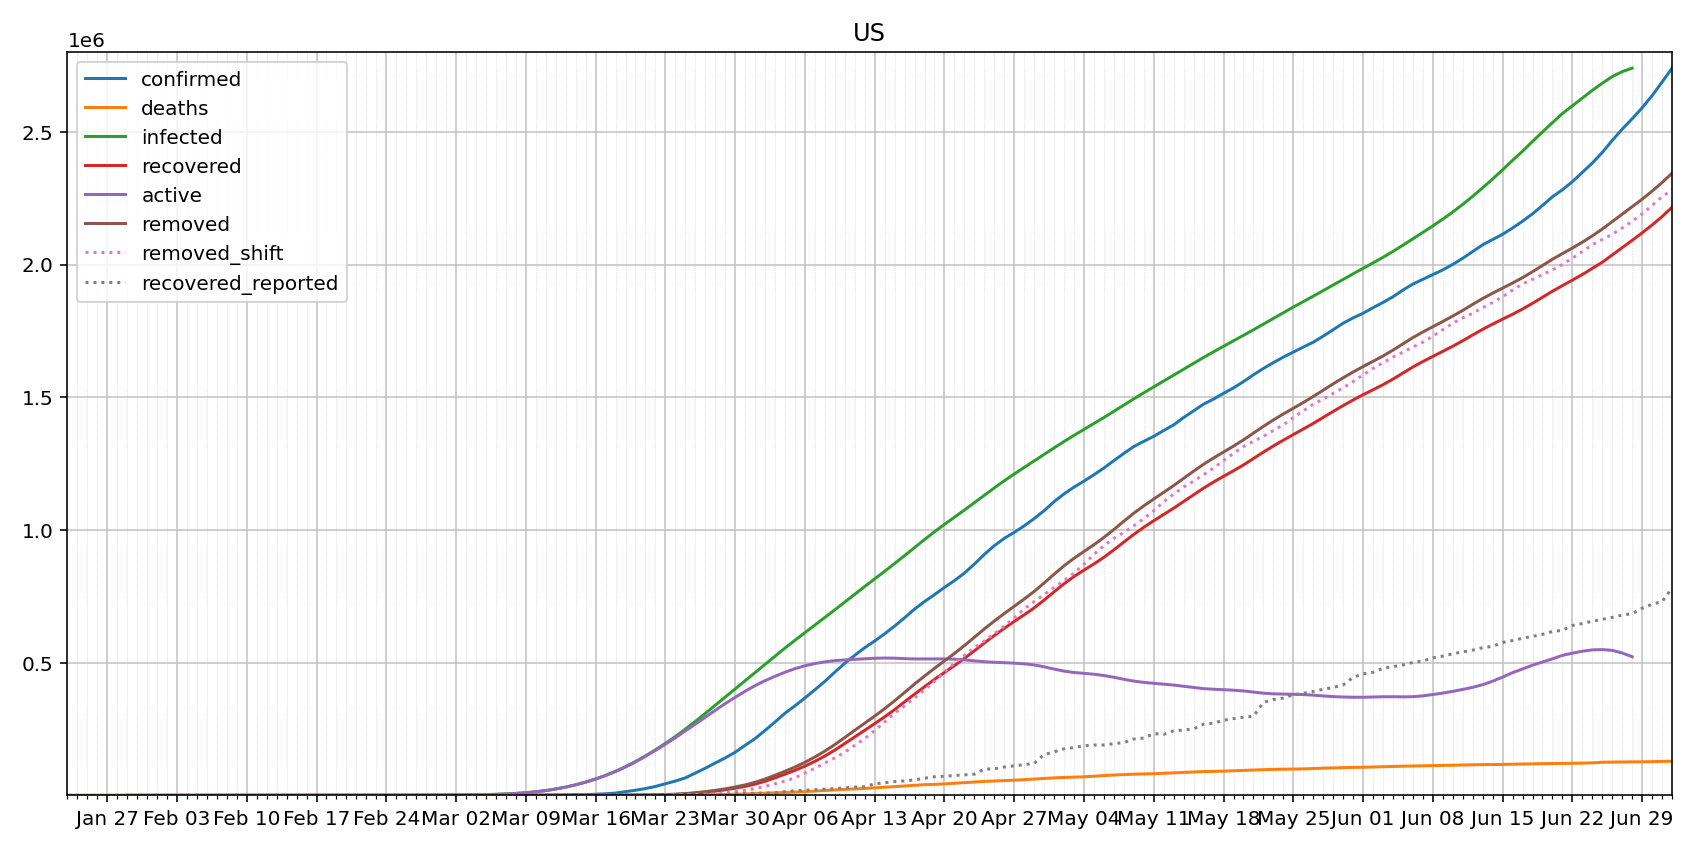 US
1e6
confirmed
deaths
infected
recovered
active
removed
removed_shift
recovered_reported
2.5
2.0
1.5
1.0
0.5
Jan 27 Feb 03 Feb 10 Feb 17 Feb 24 Mar 02 Mar 09 Mar 16 Mar 23 Mar 30 Apr 06 Apr 13 Apr 20 Apr 27 May 04 May 11 May 18 May 25 Jun 01 Jun 08 Jun 15 Jun 22 Jun 29